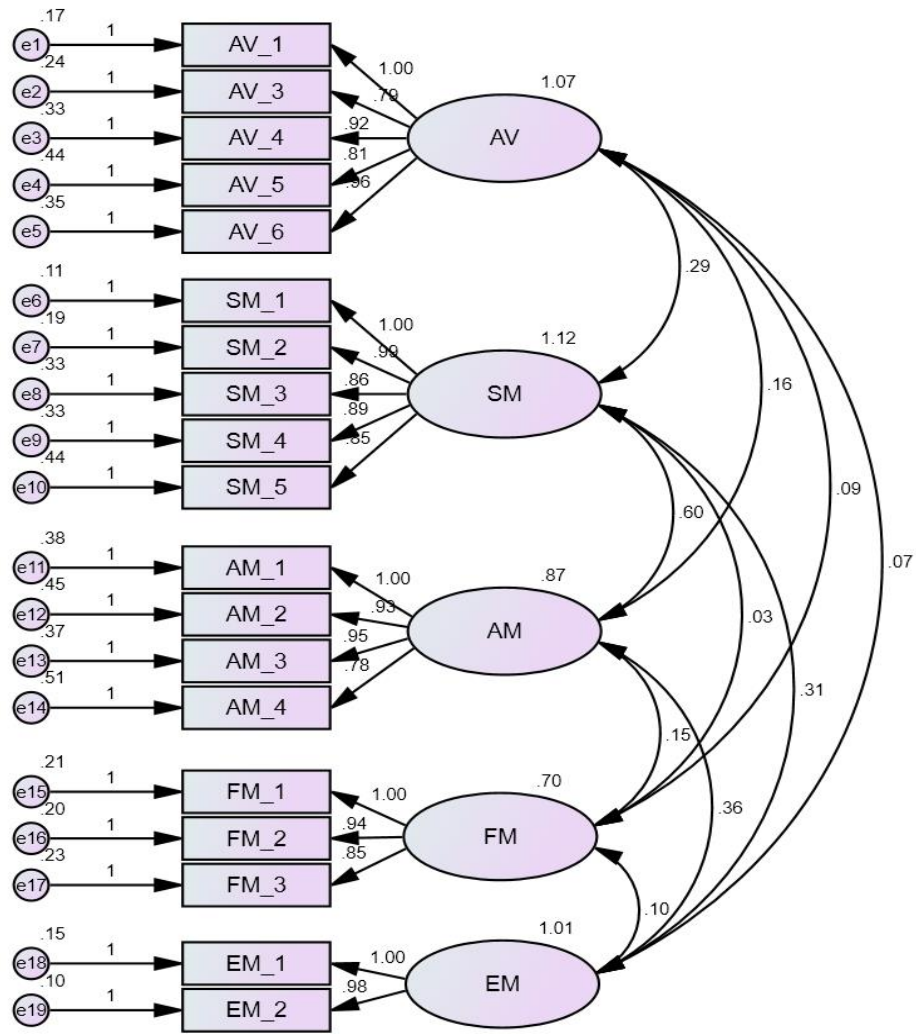 .17
e1 1 AV_1
1.00 1.07
.24
e2 1 AV_3
.79
.33
e3 1 AV_4 .92 AV
.44 .81
e4 1 AV_5
.96
.35
e5 1 AV_6
.29
.11
e6 1 SM_1
1.00 1.12
.19
e7 1 SM_2
.99
.33 .86
e8 1 SM_3 SM .16
.33 .89
e9 1 SM_4
.85
.44
e10 1 SM_5 .09
.60
.07
.38
e11 1 AM_1
1.00 .87
.45
e12 1 AM_2 .93
.03
.37 .95 AM
e13 1 AM_3
.51 .78
e14 1 AM_4
.31
.15
.21
e15 1 FM_1
1.00 .70
.20 .94 .36
e16 1 FM_2 FM
.23 .85
e17 1 FM_3
.10
.15 1.01
e18 1 EM_1 1.00
.10 .98 EM
e19 1 EM_2